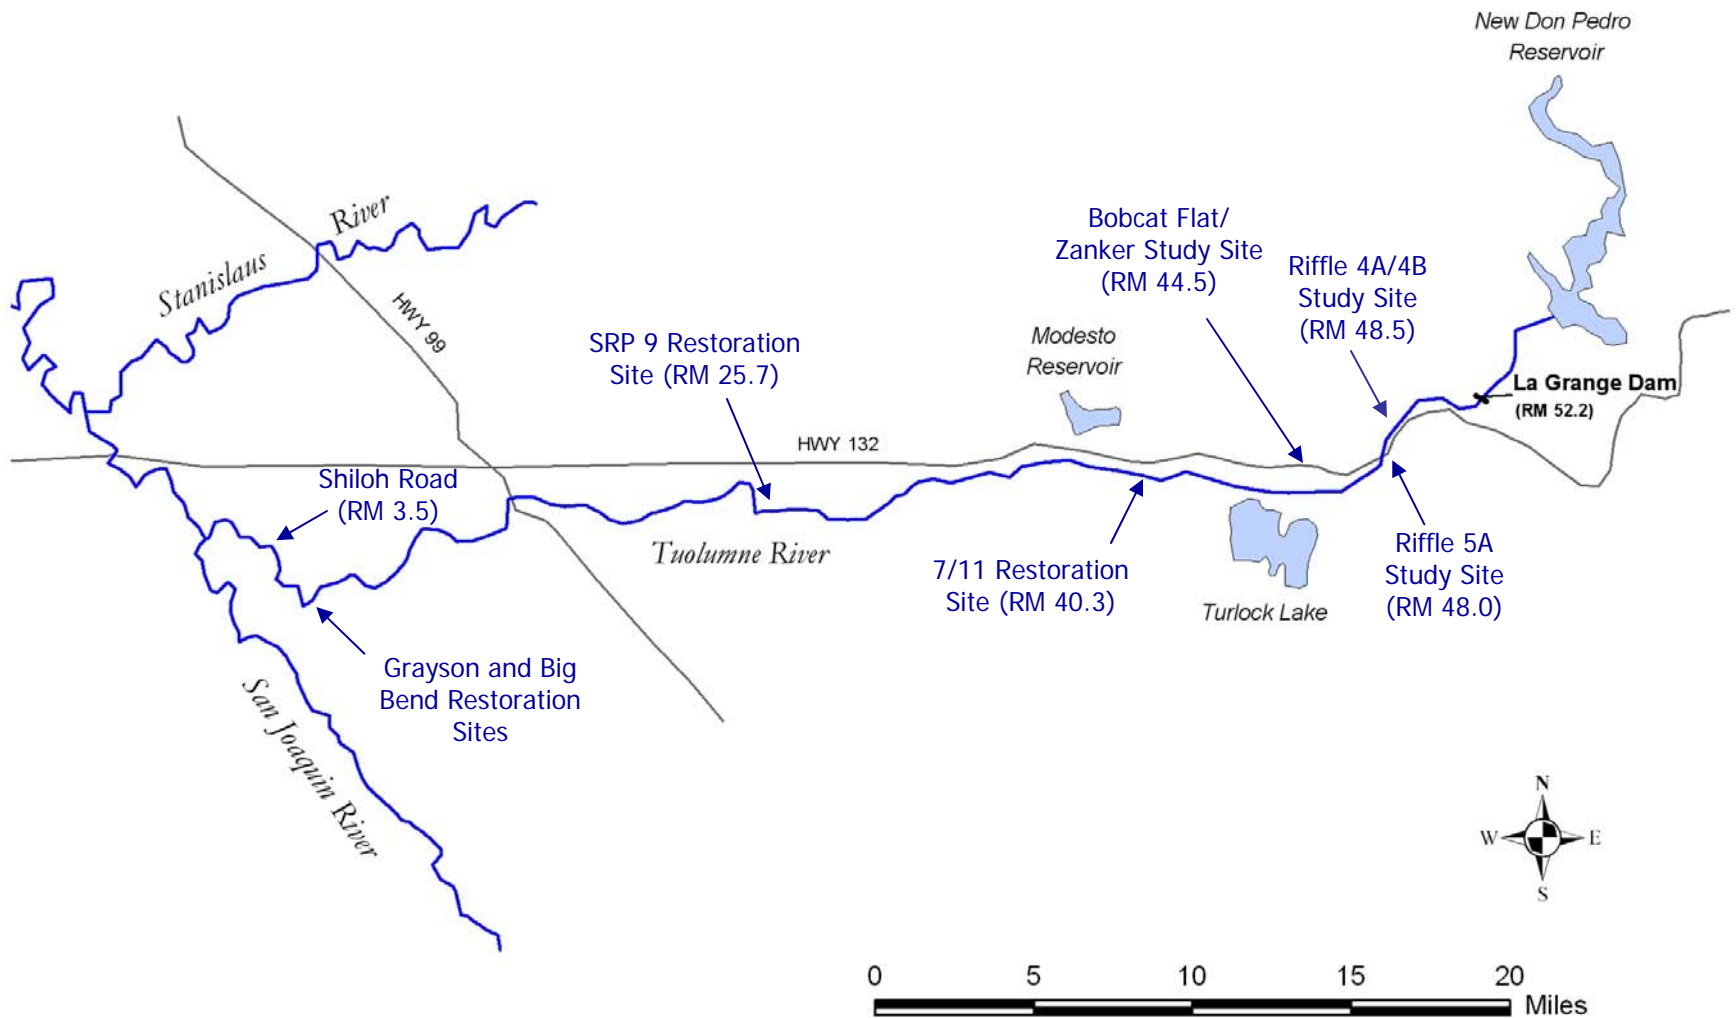 New Don Pedro
Reservoir
River
Stanislaus
HWY 99
Bobcat Flat/
Zanker Study Site
(RM 44.5)
Riffle 4A/4B
Study Site
(RM 48.5)
Modesto
Reservoir
SRP 9 Restoration
Site (RM 25.7)
La Grange Dam
(RM 52.2)
HWY 132
Shiloh Road
(RM 3.5)
Tuolumne River
7/11 Restoration
Site (RM 40.3)
Turlock Lake
Riffle 5A
Study Site
(RM 48.0)
Grayson and Big
Bend Restoration
Sites
San Joaquin River
N
W E
S
0 5 10 15 20
Miles